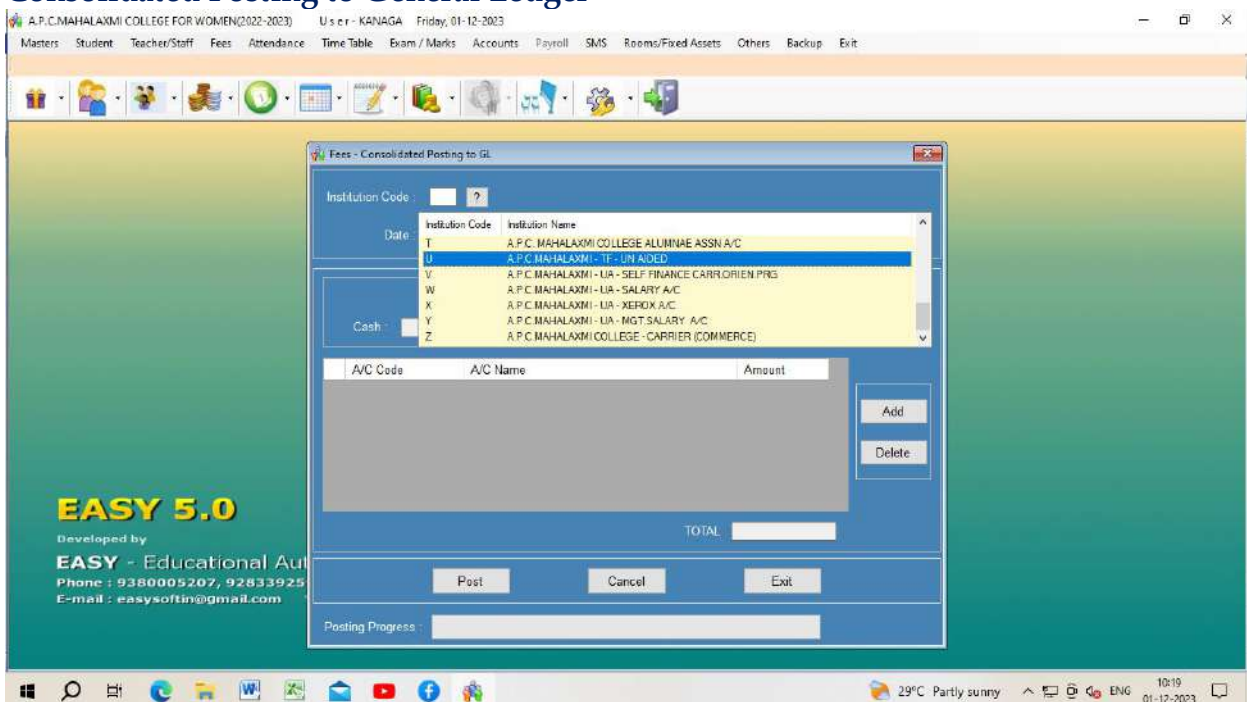 Consolidated Posting to General Ledger
A.P.C.MAHALAXMI COLLEGE FOR WOMEN(2022-2023) User - KANAGA Friday, 01-12-2023
Masters Student Teacher/Staff Fees Attendance Time Table Exam / Marks Accounts Payroll SMS Rooms/Fixed Assets Others Backup Exit
Fees - Consolidated Posting to GL
Institution Code : ?
Date :
Institution Code Institution Name
T A.P.C. MAHALAXMI COLLEGE ALUMNAE ASSN A/C
U A.P.C.MAHALAXMI - TF - UN AIDED
V A.P.C.MAHALAXMI - UA - SELF FINANCE CARR.ORIEN.PRG
W A.P.C.MAHALAXMI - UA - SALARY A/C
X A.P.C.MAHALAXMI - UA - XEROX A/C
Y A.P.C.MAHALAXMI - UA - MGT.SALARY A/C
Z A.P.C.MAHALAXMI COLLEGE - CARRIER (COMMERCE)
Cash :
A/C Code A/C Name Amount
Add
Delete
TOTAL
Post Cancel Exit
Posting Progress :
EASY 5.0
Developed by
EASY - Educational Aut
Phone : 9380005207, 92833925
E-mail : easysoftin@gmail.com
29°C Partly sunny ENG 10:19
01-12-2023